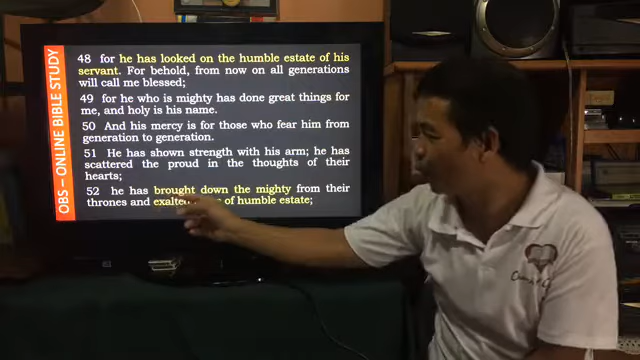 OBS – ONLINE BIBLE STUDY
48 for he has looked on the humble estate of his
servant. For behold, from now on all generations
will call me blessed;
49 for he who is mighty has done great things for
me, and holy is his name.
50 And his mercy is for those who fear him from
generation to generation.
51 He has shown strength with his arm; he has
scattered the proud in the thoughts of their
hearts;
52 he has brought down the mighty from their
thrones and exalted of humble estate;